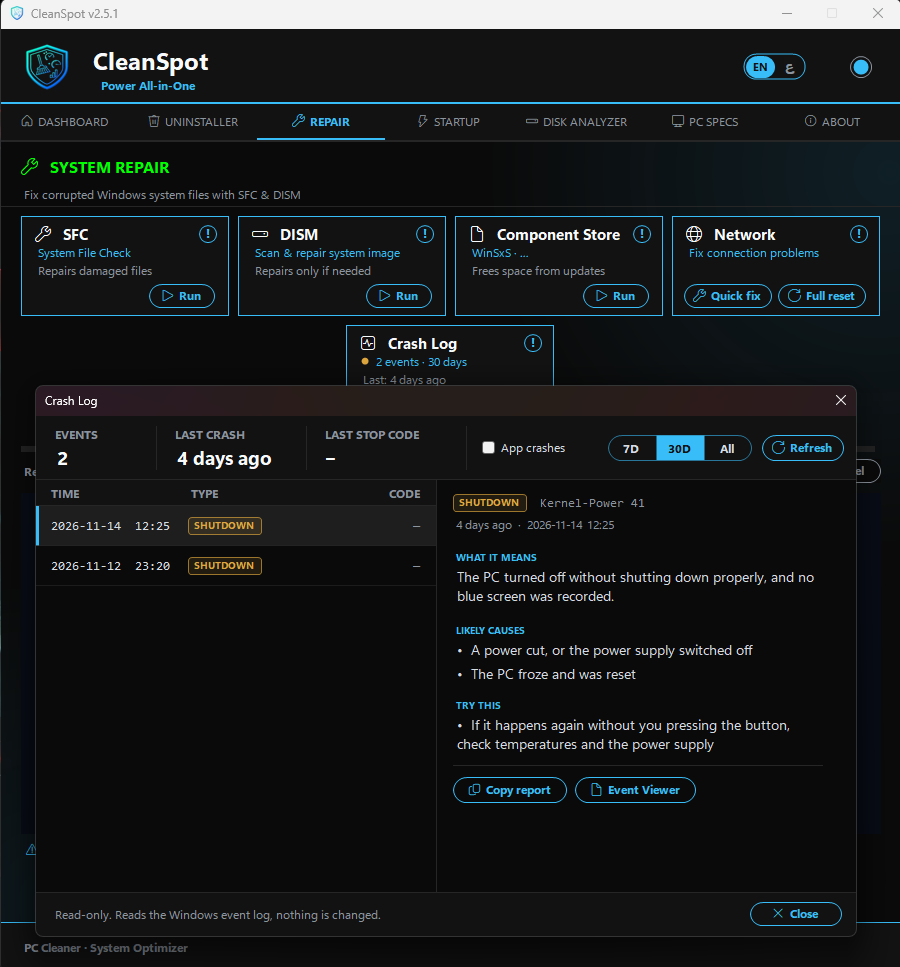 CleanSpot v2.5.1
CleanSpot
Power All-in-One
EN ع
DASHBOARD UNINSTALLER REPAIR STARTUP DISK ANALYZER PC SPECS ABOUT
SYSTEM REPAIR
Fix corrupted Windows system files with SFC & DISM
SFC
System File Check
Repairs damaged files
Run
DISM
Scan & repair system image
Repairs only if needed
Run
Component Store
WinSxS · ...
Frees space from updates
Run
Network
Fix connection problems
Quick fix Full reset
Crash Log
2 events · 30 days
Last: 4 days ago
Crash Log
EVENTS
2
LAST CRASH
4 days ago
LAST STOP CODE
–
App crashes
7D 30D All
Refresh
TIME TYPE CODE
2026-11-14 12:25 SHUTDOWN –
2026-11-12 23:20 SHUTDOWN –
SHUTDOWN Kernel-Power 41
4 days ago · 2026-11-14 12:25
WHAT IT MEANS
The PC turned off without shutting down properly, and no
blue screen was recorded.
LIKELY CAUSES
• A power cut, or the power supply switched off
• The PC froze and was reset
TRY THIS
• If it happens again without you pressing the button,
check temperatures and the power supply
Copy report Event Viewer
Read-only. Reads the Windows event log, nothing is changed.
Close
PC Cleaner · System Optimizer